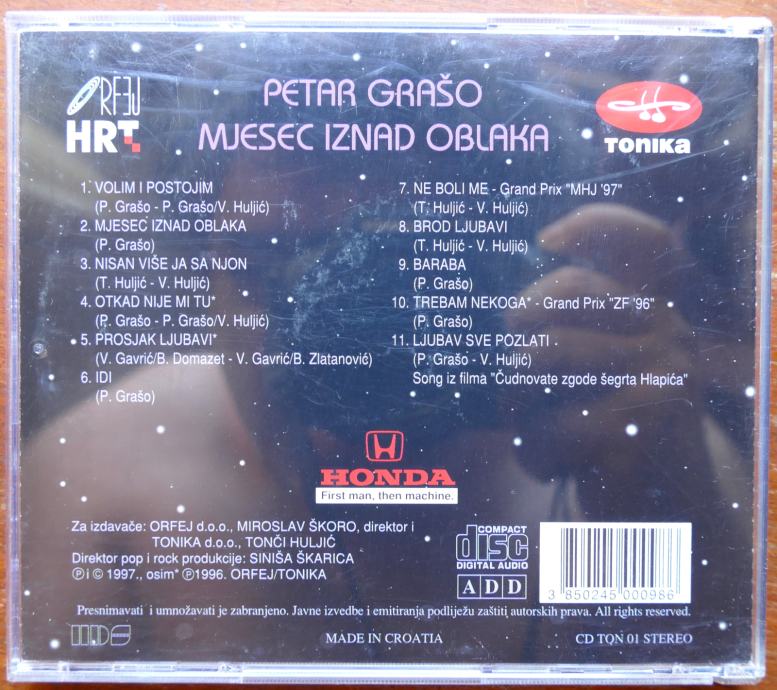 ORFEJ
HRT
PETAR GRAŠO
MJESEC IZNAD OBLAKA
TONIKA
1. VOLIM I POSTOJIM
(P. Grašo - P. Grašo/V. Huljić)
2. MJESEC IZNAD OBLAKA
(P. Grašo)
3. NISAN VIŠE JA SA NJON
(T. Huljić - V. Huljić)
4. OTKAD NIJE MI TU*
(P. Grašo - P. Grašo/V. Huljić)
5. PROSJAK LJUBAVI*
(V. Gavrić/B. Domazet - V. Gavrić/B. Zlatanović)
6. IDI
(P. Grašo)
7. NE BOLI ME - Grand Prix "MHJ '97"
(T. Huljić - V. Huljić)
8. BROD LJUBAVI
(T. Huljić - V. Huljić)
9. BARABA
(P. Grašo)
10. TREBAM NEKOGA* - Grand Prix "ZF '96"
(P. Grašo)
11. LJUBAV SVE POZLATI
(P. Grašo - V. Huljić)
Song iz filma "Čudnovate zgode šegrta Hlapića"
HONDA
First man, then machine.
Za izdavače: ORFEJ d.o.o., MIROSLAV ŠKORO, direktor i
TONIKA d.o.o., TONČI HULJIĆ
Direktor pop i rock produkcije: SINIŠA ŠKARICA
℗ i © 1997., osim* ℗1996. ORFEJ/TONIKA
COMPACT
disc
DIGITAL AUDIO
A D D
3 850245 000986
Presnimavati i umnožavati je zabranjeno. Javne izvedbe i emitiranja podliježu zaštiti autorskih prava. All rights reserved.
MADE IN CROATIA
CD TON 01 STEREO